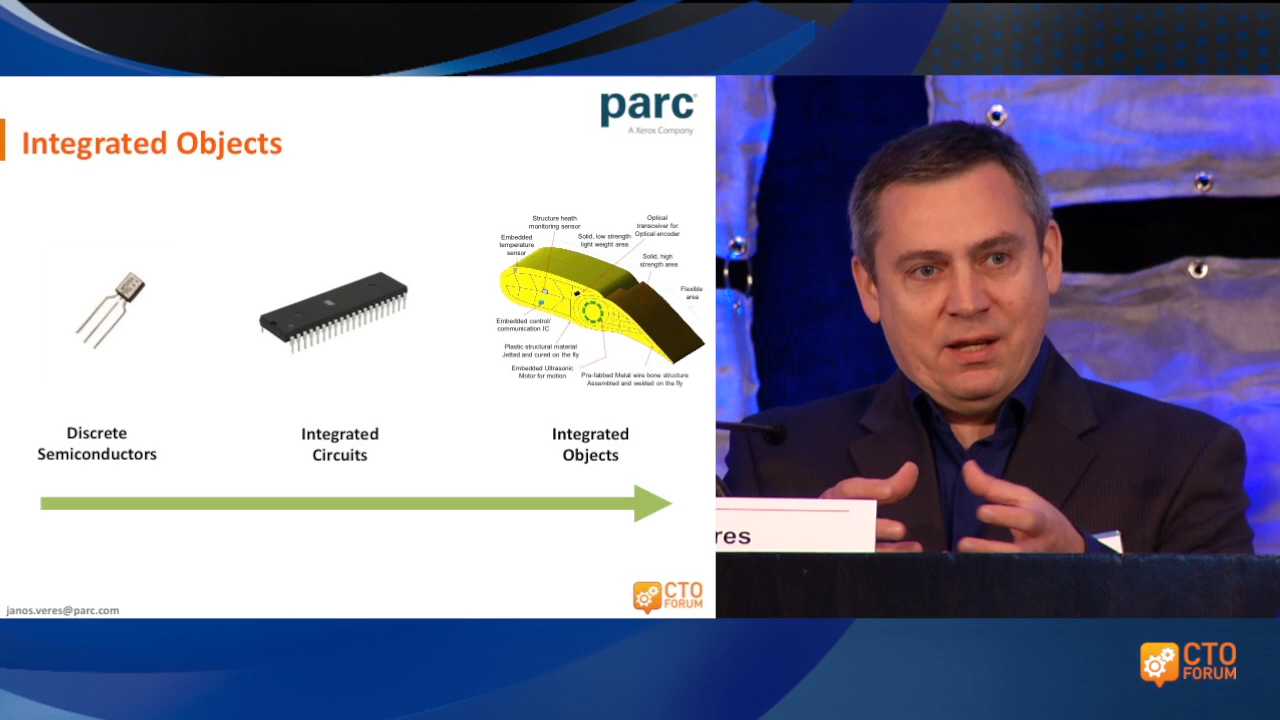 parc
A Xerox Company
Integrated Objects
Structure heath
monitoring sensor
Optical
transceiver for
Optical encoder
Embedded
temperature
sensor
Solid, low strength
light weight area
Solid, high
strength area
Flexible
area
Embedded control/
communication IC
Plastic structural material
Jetted and cured on the fly
Embedded Ultrasonic
Motor for motion
Pre-fabbed Metal wire bone structure
Assembled and welded on the fly
Discrete
Semiconductors
Integrated
Circuits
Integrated
Objects
janos.veres@parc.com
CTO
FORUM
res
CTO
FORUM